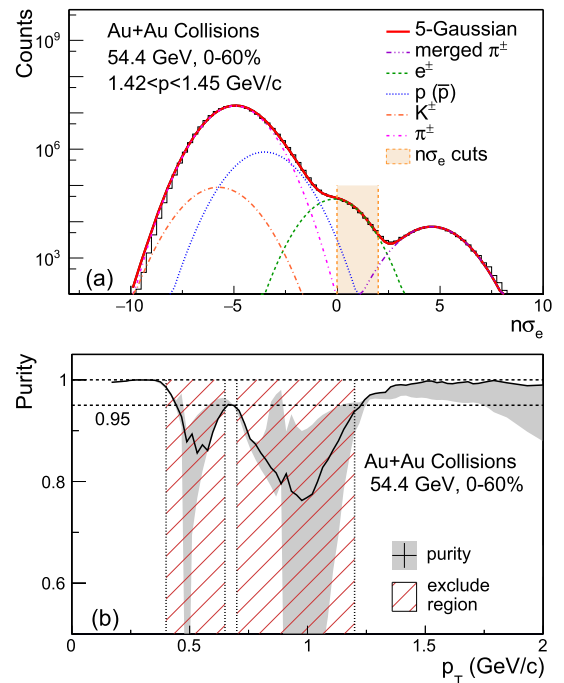 Counts
10⁹
10⁶
10³
Au+Au Collisions
54.4 GeV, 0-60%
1.42<p<1.45 GeV/c
5-Gaussian
merged π±
e±
p (p̅)
K±
π±
nσₑ cuts
(a)
−10 −5 0 5 10
nσₑ
Purity
1
0.95
0.8
0.6
Au+Au Collisions
54.4 GeV, 0-60%
purity
exclude
region
(b)
0 0.5 1 1.5 2
p_T (GeV/c)